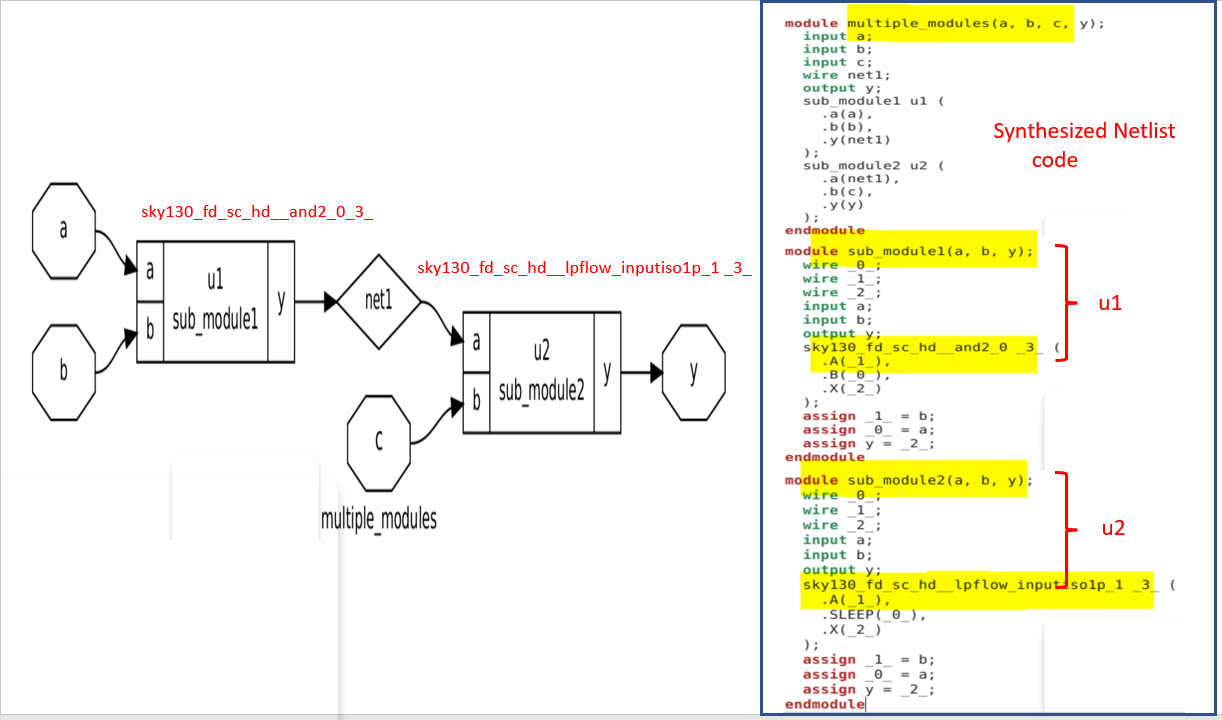 a
b
sky130_fd_sc_hd__and2_0_3_
a
b
u1
sub_module1
y
net1
sky130_fd_sc_hd__lpflow_inputiso1p_1 _3_
a
b
u2
sub_module2
y
c
y
multiple_modules
module multiple_modules(a, b, c, y);
input a;
input b;
input c;
wire net1;
output y;
sub_module1 u1 (
.a(a),
.b(b),
.y(net1)
);
sub_module2 u2 (
.a(net1),
.b(c),
.y(y)
);
endmodule
Synthesized Netlist
code
module sub_module1(a, b, y);
wire _0_;
wire _1_;
wire _2_;
input a;
input b;
output y;
sky130_fd_sc_hd__and2_0 _3_ (
.A(_1_),
.B(_0_),
.X(_2_)
);
assign _1_ = b;
assign _0_ = a;
assign y = _2_;
endmodule
u1
module sub_module2(a, b, y);
wire _0_;
wire _1_;
wire _2_;
input a;
input b;
output y;
sky130_fd_sc_hd__lpflow_inputiso1p_1 _3_ (
.A(_1_),
.SLEEP(_0_),
.X(_2_)
);
assign _1_ = b;
assign _0_ = a;
assign y = _2_;
endmodule
u2